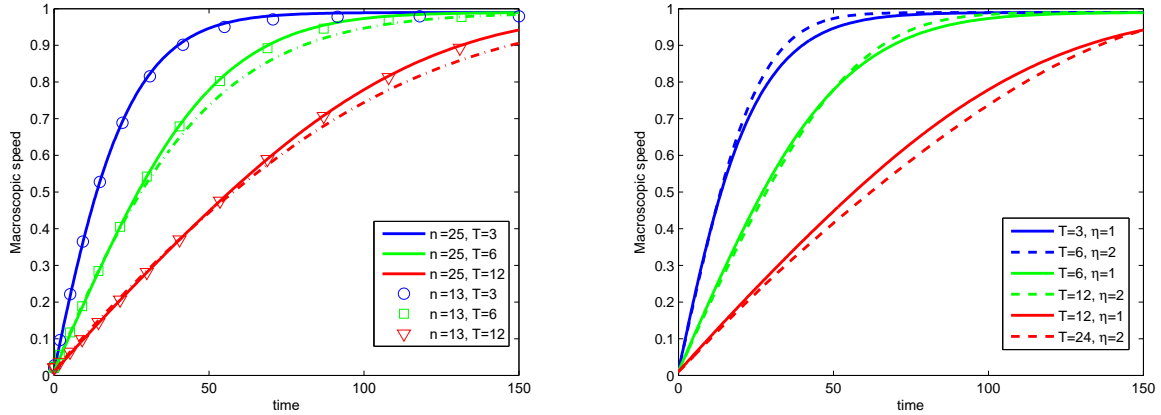 1
0.9
0.8
0.7
0.6
0.5
0.4
0.3
0.2
0.1
0
0
50
100
150
Macroscopic speed
time
n=25, T=3
n=25, T=6
n=25, T=12
n=13, T=3
n=13, T=6
n=13, T=12
1
0.9
0.8
0.7
0.6
0.5
0.4
0.3
0.2
0.1
0
0
50
100
150
Macroscopic speed
time
T=3, η=1
T=6, η=2
T=6, η=1
T=12, η=2
T=12, η=1
T=24, η=2